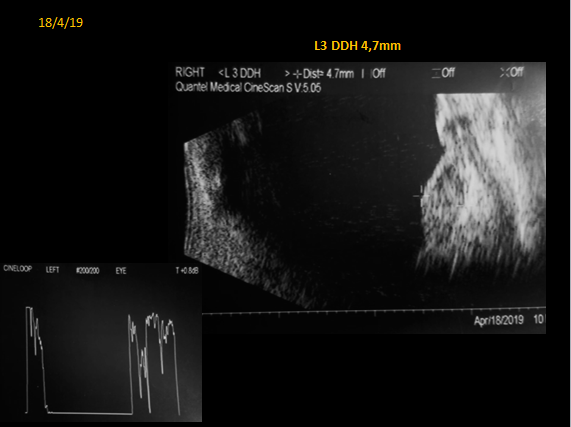 18/4/19
L3 DDH 4,7mm
RIGHT <L 3 DDH > -¦- Dist= 4.7mm | |Off Off Off
Quantel Medical CineScan S V.5.05
CINELOOP LEFT #200/200 EYE T +0.8dB
Apr/18/2019 10